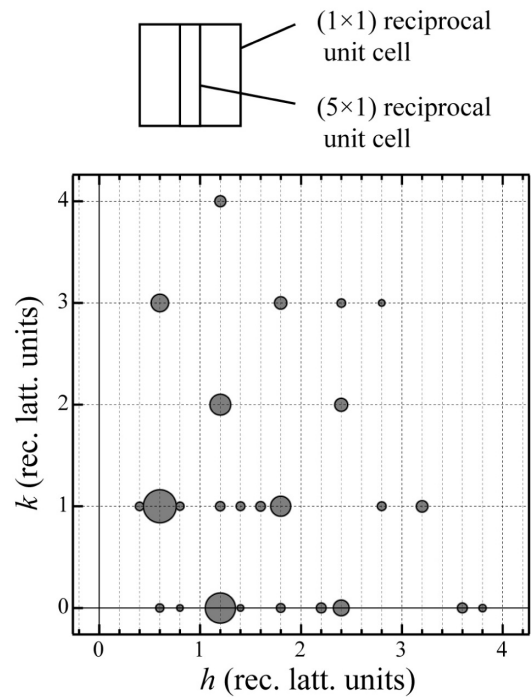 (1×1) reciprocal
unit cell
(5×1) reciprocal
unit cell
4
3
2
1
0
k (rec. latt. units)
0 1 2 3 4
h (rec. latt. units)